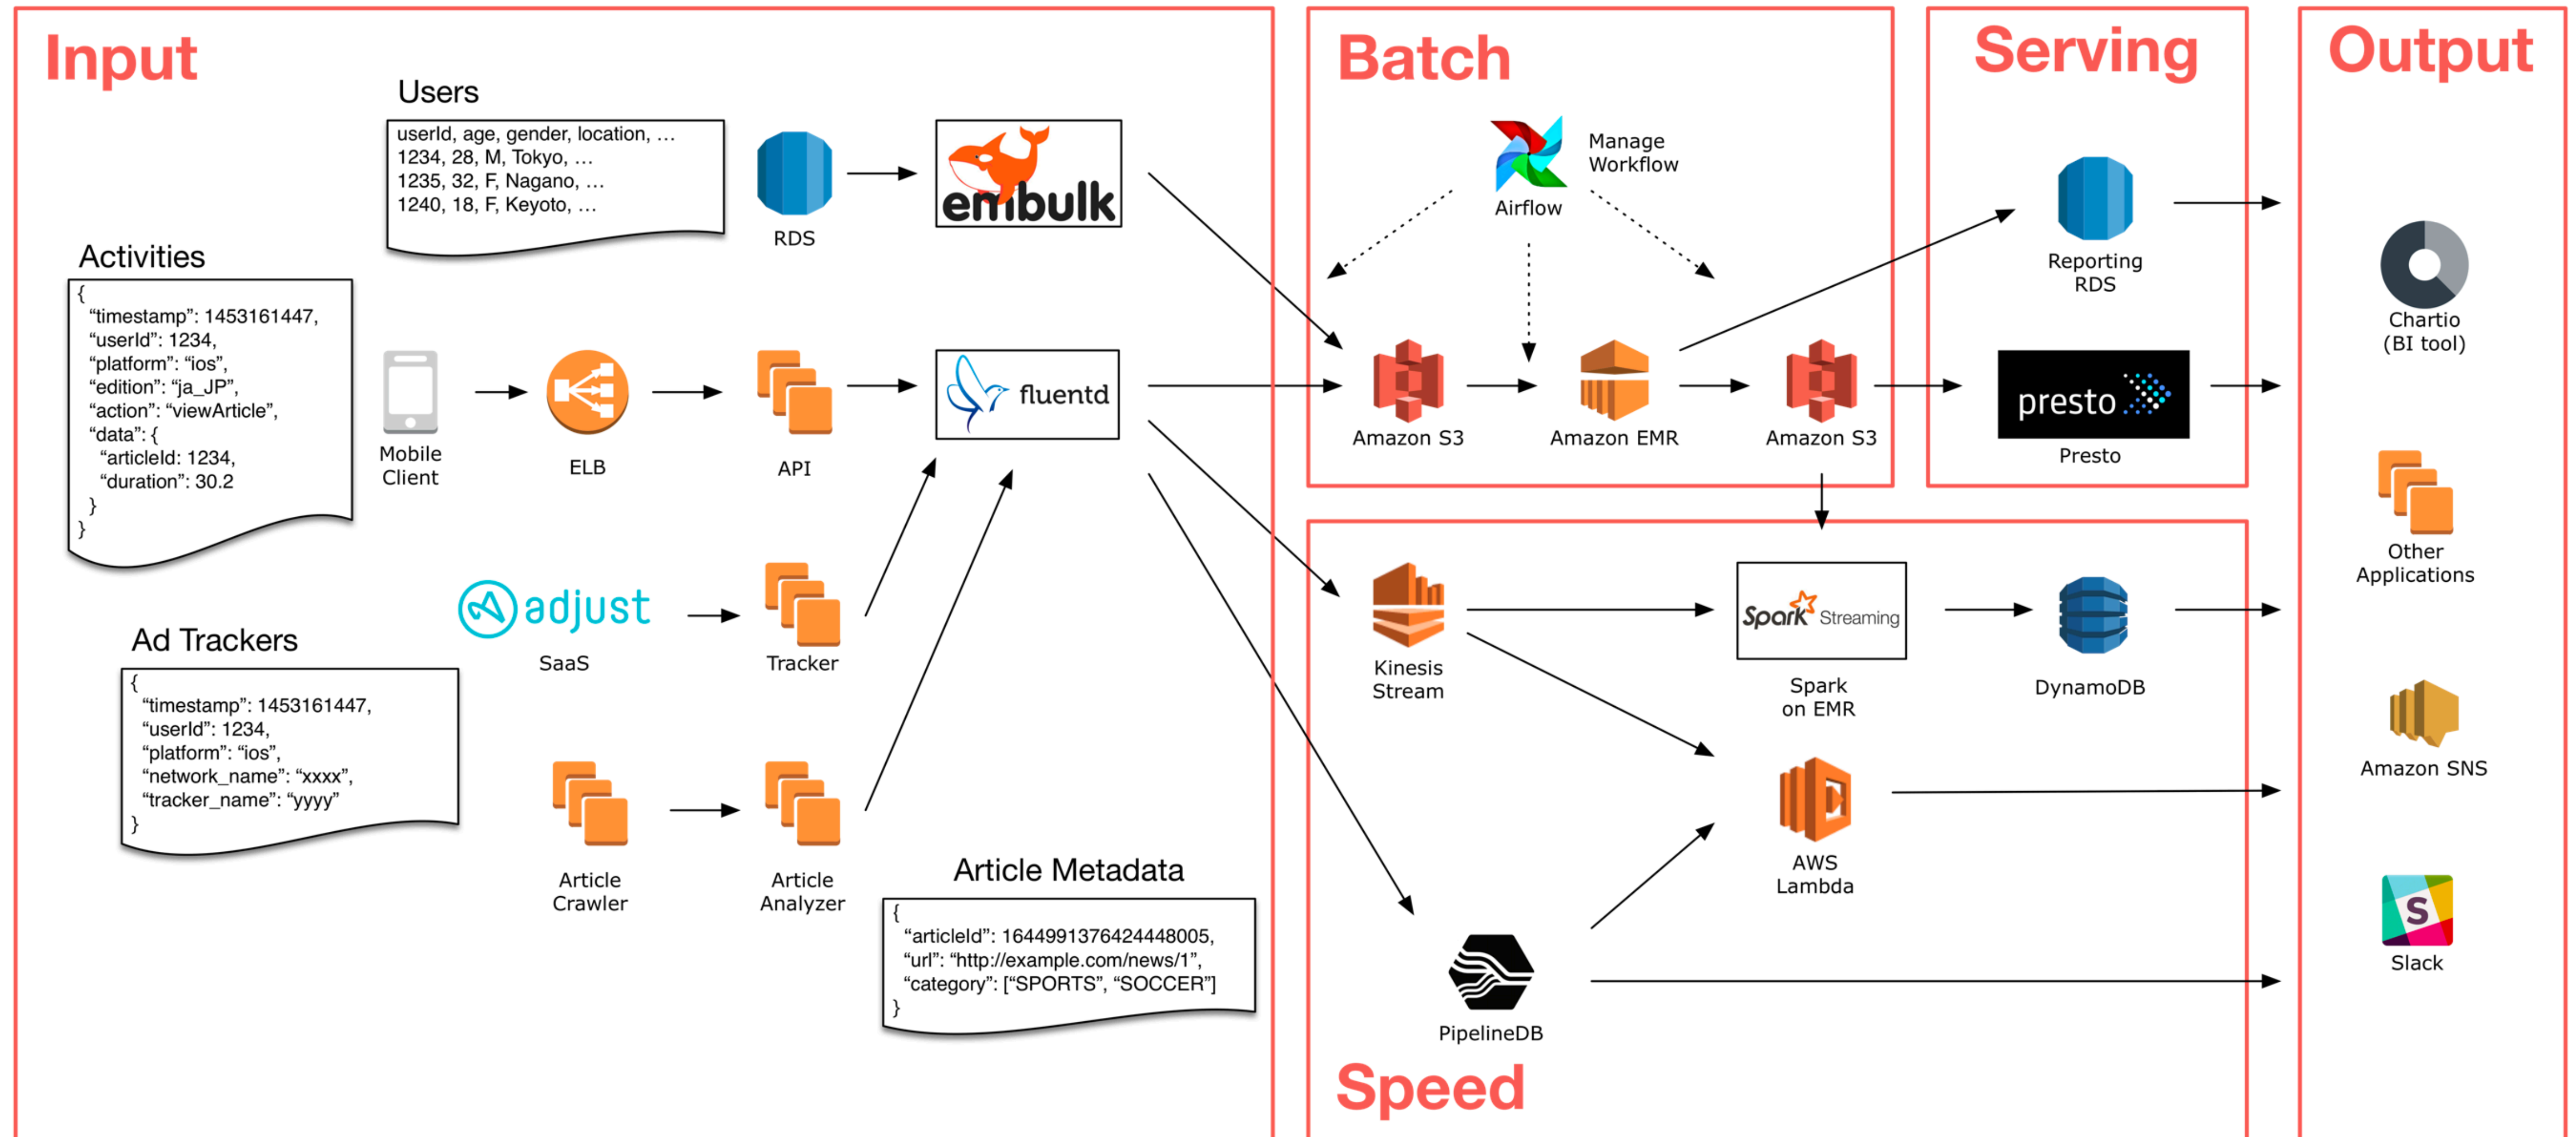 Input
Users
userId, age, gender, location, …
1234, 28, M, Tokyo, …
1235, 32, F, Nagano, …
1240, 18, F, Keyoto, …
RDS
embulk
Activities
{
“timestamp”: 1453161447,
“userId”: 1234,
“platform”: “ios”,
“edition”: “ja_JP”,
“action”: “viewArticle”,
“data”: {
“articleId: 1234,
“duration”: 30.2
}
}
Mobile
Client
ELB
API
fluentd
adjust
SaaS
Tracker
Ad Trackers
{
“timestamp”: 1453161447,
“userId”: 1234,
“platform”: “ios”,
“network_name”: “xxxx”,
“tracker_name”: “yyyy”
}
Article
Crawler
Article
Analyzer
Article Metadata
{
“articleId”: 1644991376424448005,
“url”: “http://example.com/news/1”,
“category”: [“SPORTS”, “SOCCER”]
}
Batch
Manage
Workflow
Airflow
Amazon S3
Amazon EMR
Amazon S3
Serving
Reporting
RDS
presto
Presto
Speed
Kinesis
Stream
Spark Streaming
Spark
on EMR
DynamoDB
AWS
Lambda
PipelineDB
Output
Chartio
(BI tool)
Other
Applications
Amazon SNS
S
Slack